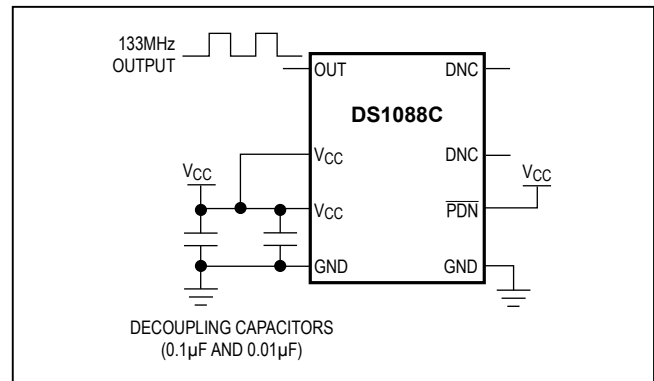 133MHz
OUTPUT
OUT
DNC
DS1088C
VCC
DNC
VCC
VCC
VCC
PDN
GND
GND
DECOUPLING CAPACITORS
(0.1µF AND 0.01µF)